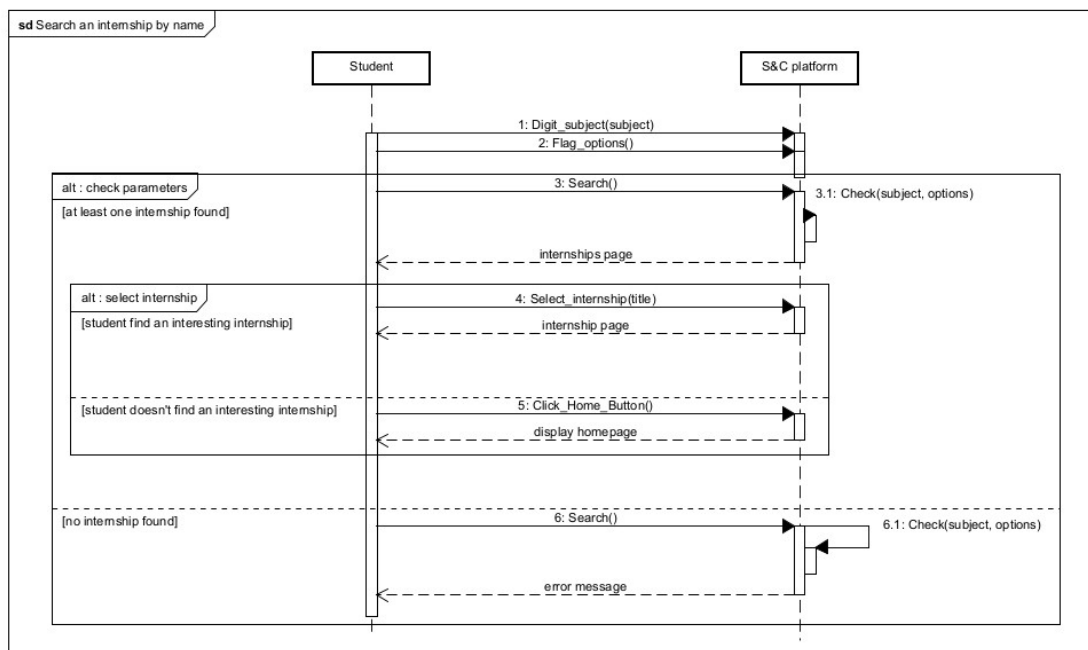 sd Search an internship by name
Student
S&C platform
1: Digit_subject(subject)
2: Flag_options()
alt : check parameters
3: Search()
3.1: Check(subject, options)
[at least one internship found]
internships page
alt : select internship
4: Select_internship(title)
[student find an interesting internship]
internship page
[student doesn't find an interesting internship]
5: Click_Home_Button()
display homepage
[no internship found]
6: Search()
6.1: Check(subject, options)
error message